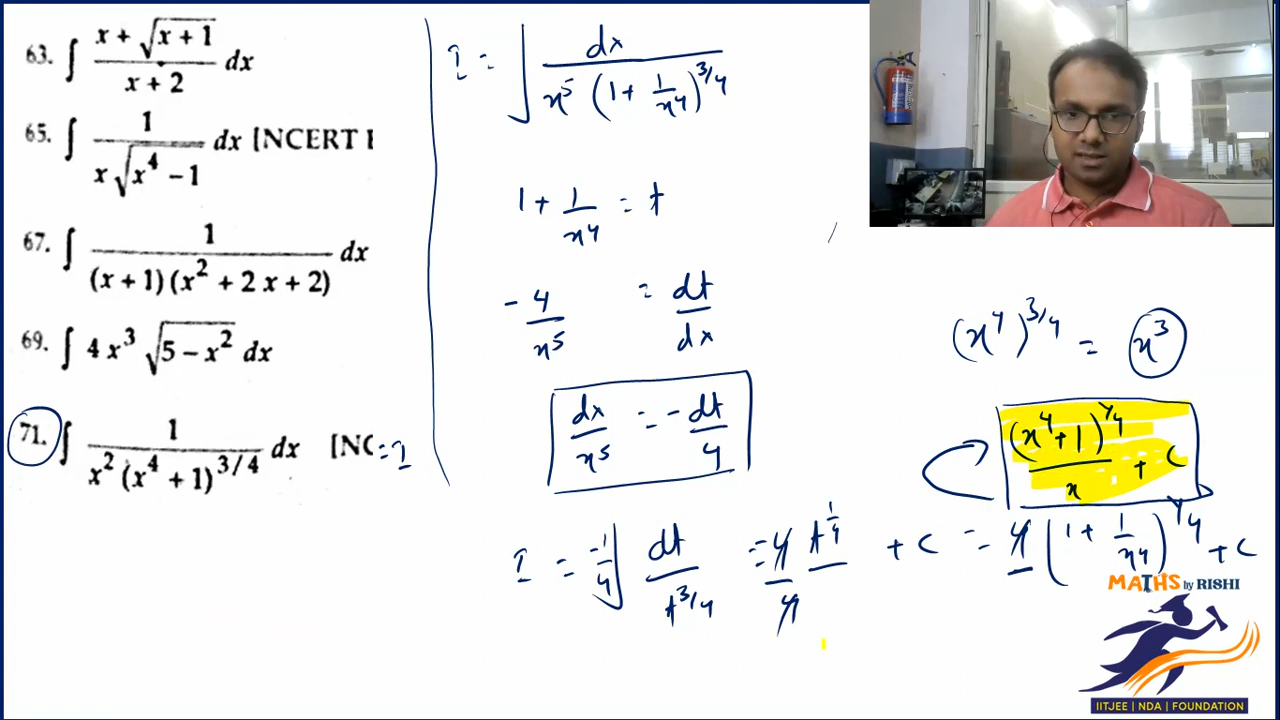 63. ∫ (x + √(x + 1))/(x + 2) dx
65. ∫ 1/(x√(x⁴ − 1)) dx [NCERT
67. ∫ 1/((x + 1)(x² + 2x + 2)) dx
69. ∫ 4x³ √(5 − x²) dx
71. ∫ 1/(x² (x⁴ + 1)^(3/4)) dx [NC = I
I = ∫ dx/(x⁵ (1 + 1/x⁴)^(3/4))
1 + 1/x⁴ = t
−4/x⁵ = dt/dx
dx/x⁵ = −dt/4
I = −1/4 ∫ dt/t^(3/4) = 4/4 t^(1/4) + C = (1 + 1/x⁴)^(1/4) + C
(x⁴)^(3/4) = x³
(x⁴+1)^(1/4)/x + C
MATHS by RISHI
IITJEE | NDA | FOUNDATION